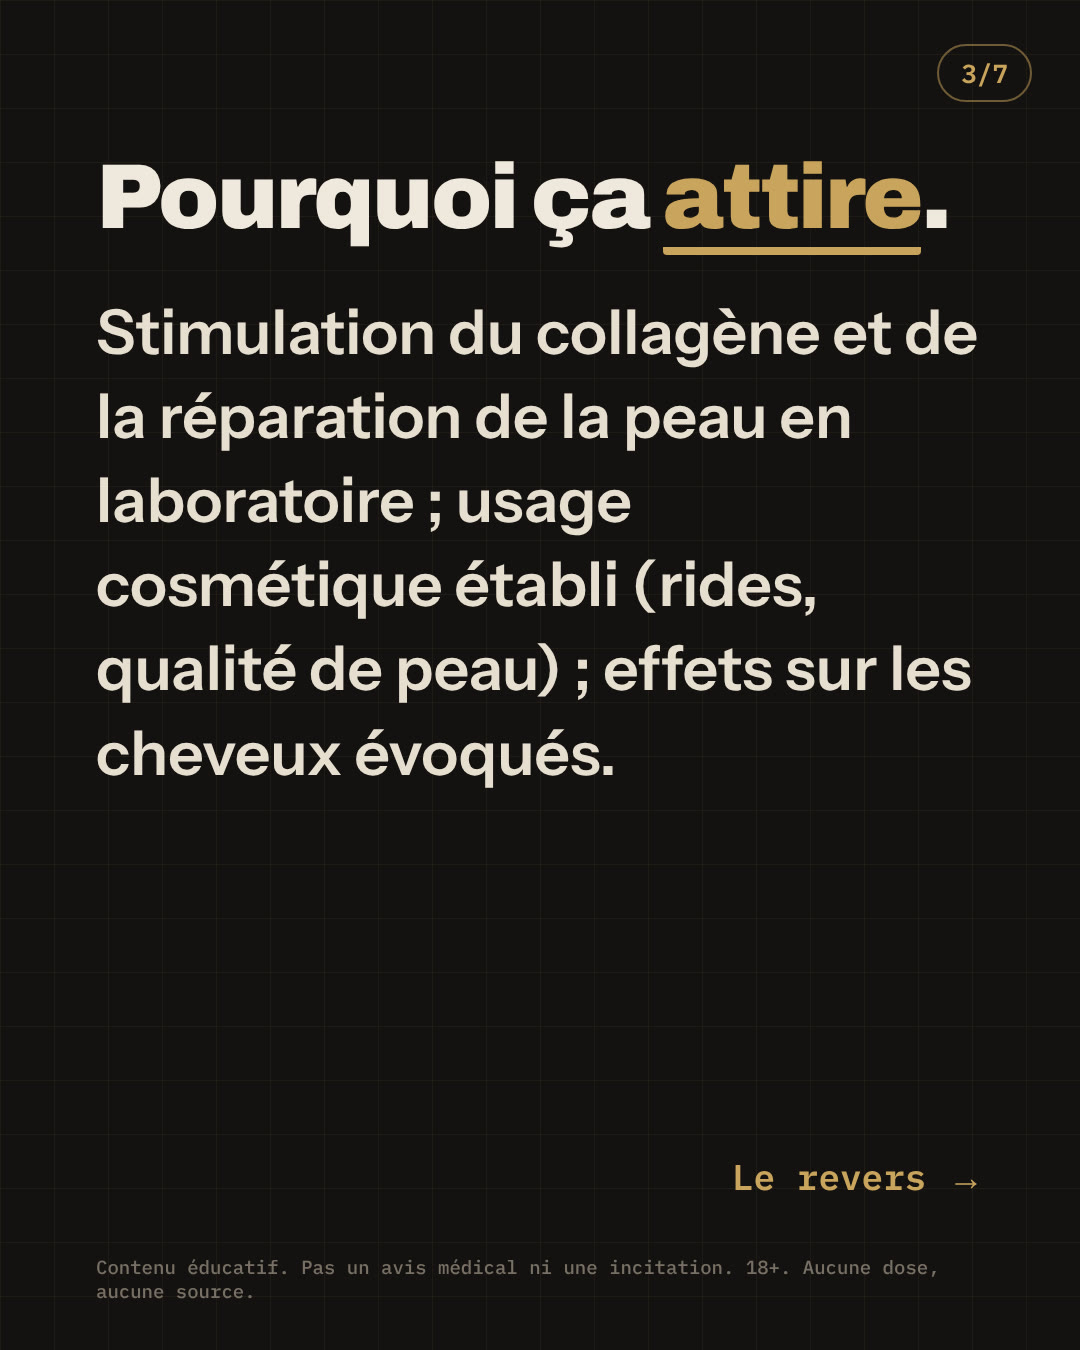 3/7
Pourquoi ça attire.
Stimulation du collagène et de
la réparation de la peau en
laboratoire ; usage
cosmétique établi (rides,
qualité de peau) ; effets sur les
cheveux évoqués.
Le revers →
Contenu éducatif. Pas un avis médical ni une incitation. 18+. Aucune dose,
aucune source.